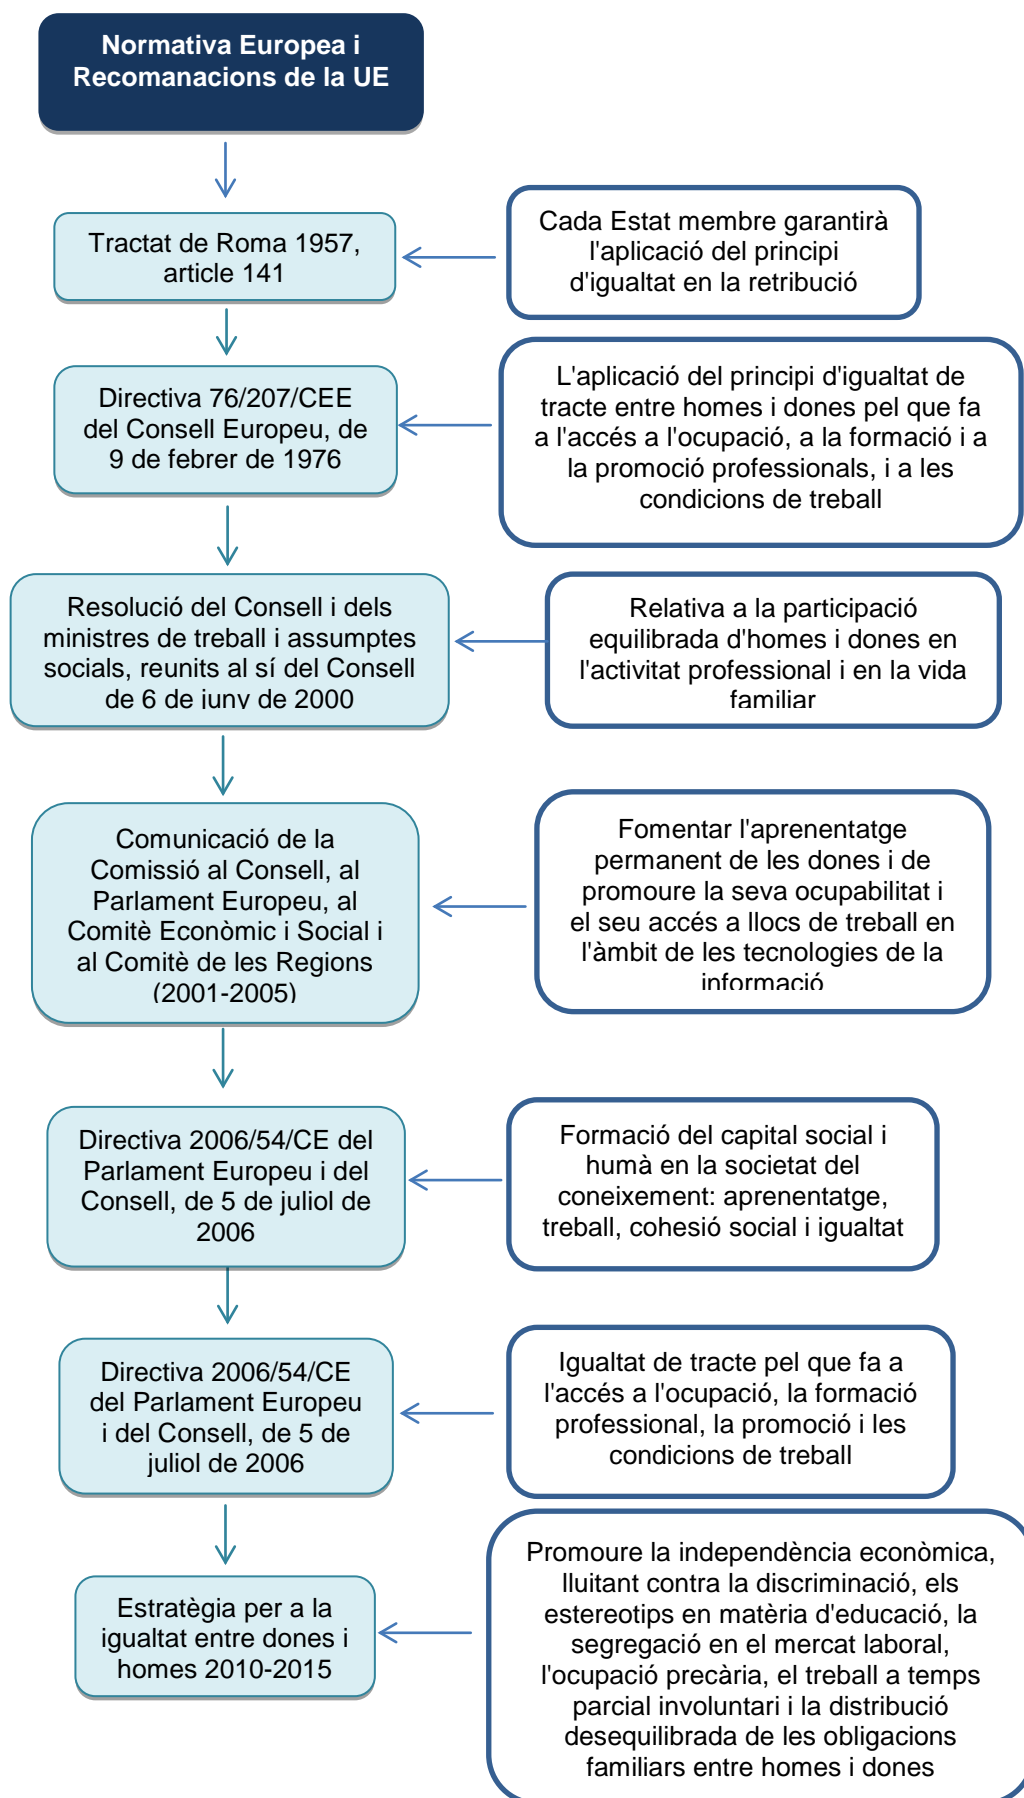 Normativa Europea i
Recomanacions de la UE
Tractat de Roma 1957,
article 141
Cada Estat membre garantirà
l'aplicació del principi
d'igualtat en la retribució
Directiva 76/207/CEE
del Consell Europeu, de
9 de febrer de 1976
L'aplicació del principi d'igualtat de
tracte entre homes i dones pel que fa
a l'accés a l'ocupació, a la formació i a
la promoció professionals, i a les
condicions de treball
Resolució del Consell i dels
ministres de treball i assumptes
socials, reunits al sí del Consell
de 6 de juny de 2000
Relativa a la participació
equilibrada d'homes i dones en
l'activitat professional i en la vida
familiar
Comunicació de la
Comissió al Consell, al
Parlament Europeu, al
Comitè Econòmic i Social i
al Comitè de les Regions
(2001-2005)
Fomentar l'aprenentatge
permanent de les dones i de
promoure la seva ocupabilitat i
el seu accés a llocs de treball en
l'àmbit de les tecnologies de la
informació
Directiva 2006/54/CE del
Parlament Europeu i del
Consell, de 5 de juliol de
2006
Formació del capital social i
humà en la societat del
coneixement: aprenentatge,
treball, cohesió social i igualtat
Directiva 2006/54/CE
del Parlament Europeu
i del Consell, de 5 de
juliol de 2006
Igualtat de tracte pel que fa a
l'accés a l'ocupació, la formació
professional, la promoció i les
condicions de treball
Estratègia per a la
igualtat entre dones i
homes 2010-2015
Promoure la independència econòmica,
lluitant contra la discriminació, els
estereotips en matèria d'educació, la
segregació en el mercat laboral,
l'ocupació precària, el treball a temps
parcial involuntari i la distribució
desequilibrada de les obligacions
familiars entre homes i dones